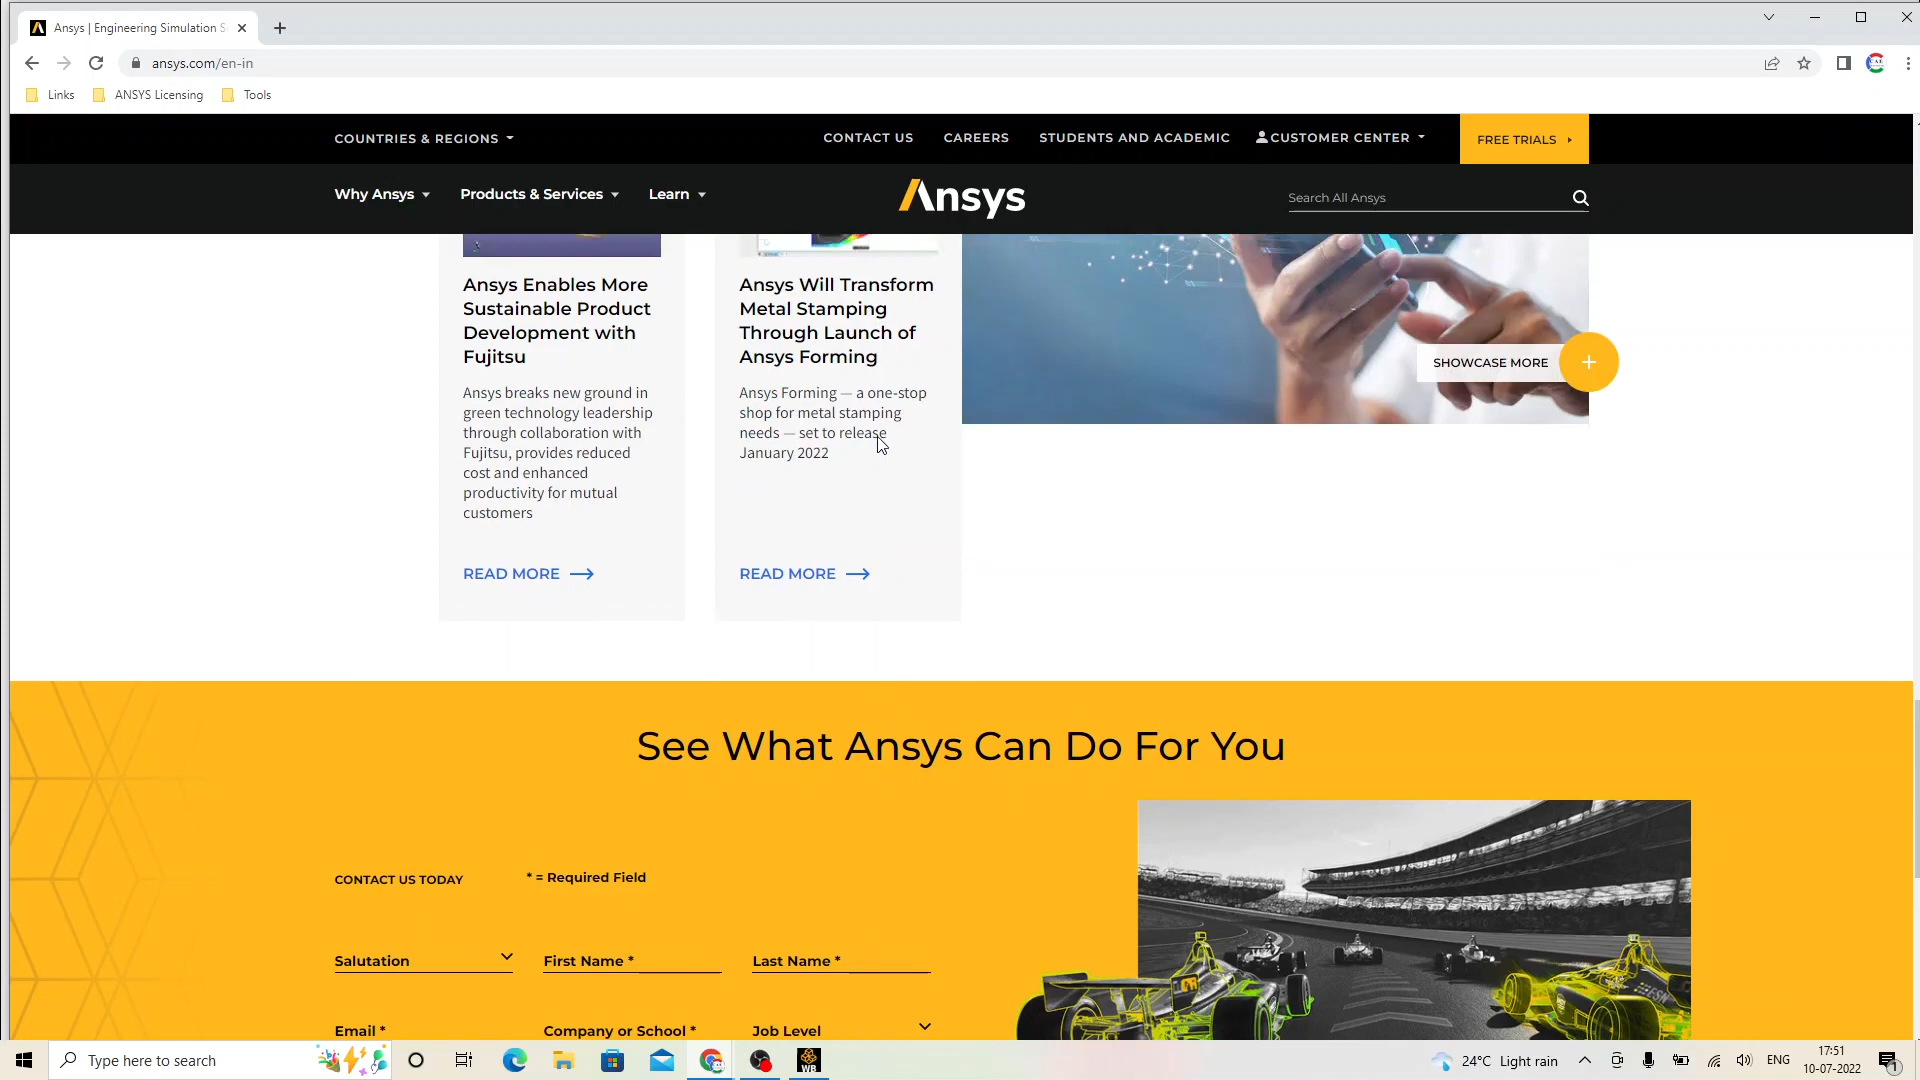 Ansys | Engineering Simulation S
ansys.com/en-in
Links
ANSYS Licensing
Tools
COUNTRIES & REGIONS
CONTACT US
CAREERS
STUDENTS AND ACADEMIC
CUSTOMER CENTER
FREE TRIALS
Why Ansys
Products & Services
Learn
Ansys
Search All Ansys
Ansys Enables More
Sustainable Product
Development with
Fujitsu
Ansys breaks new ground in
green technology leadership
through collaboration with
Fujitsu, provides reduced
cost and enhanced
productivity for mutual
customers
READ MORE
Ansys Will Transform
Metal Stamping
Through Launch of
Ansys Forming
Ansys Forming — a one-stop
shop for metal stamping
needs — set to release
January 2022
READ MORE
SHOWCASE MORE
See What Ansys Can Do For You
CONTACT US TODAY
* = Required Field
Salutation
First Name *
Last Name *
Email *
Company or School *
Job Level
Type here to search
WB
24°C Light rain
ENG
17:51
10-07-2022
1